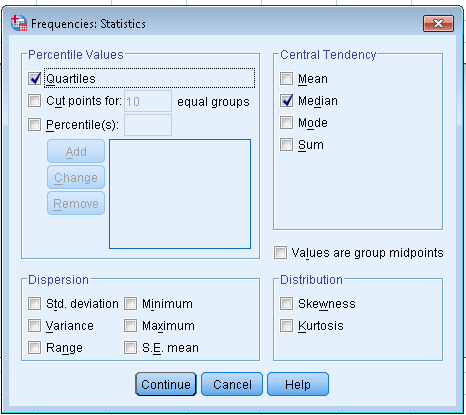 Frequencies: Statistics
Percentile Values
Quartiles
Cut points for: 10 equal groups
Percentile(s):
Add
Change
Remove
Central Tendency
Mean
Median
Mode
Sum
Values are group midpoints
Dispersion
Std. deviation Minimum
Variance Maximum
Range S.E. mean
Distribution
Skewness
Kurtosis
Continue Cancel Help